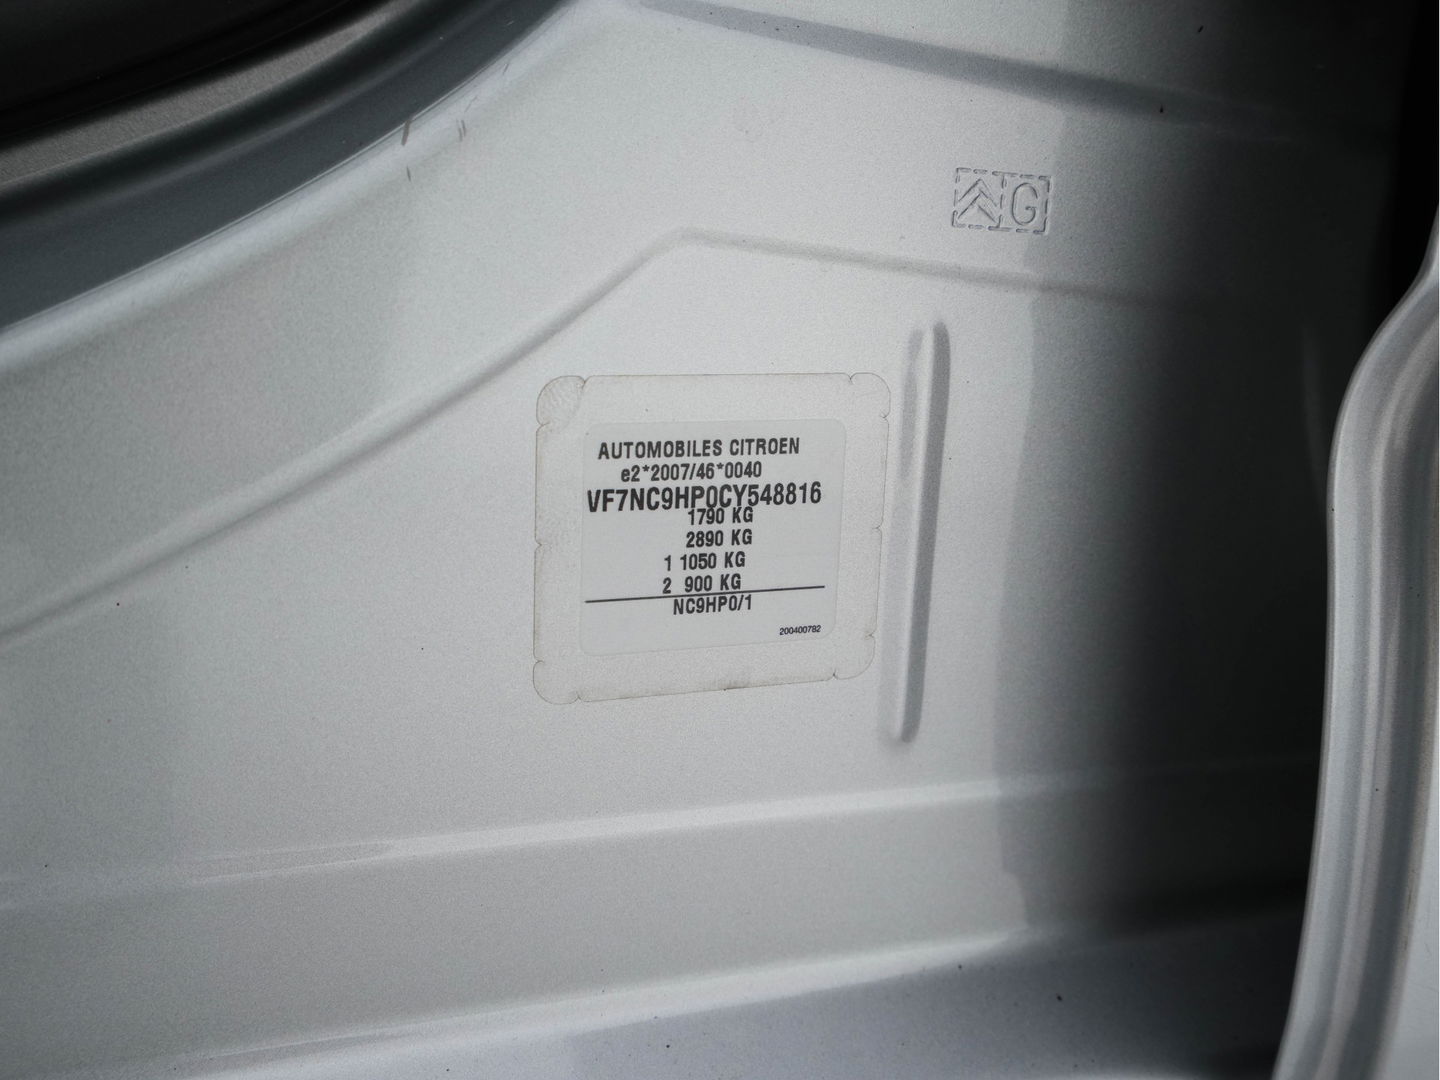 G
AUTOMOBILES CITROEN
e2*2007/46*0040
VF7NC9HP0CY548816
1790 KG
2890 KG
1 1050 KG
2 900 KG
NC9HP0/1
200400782